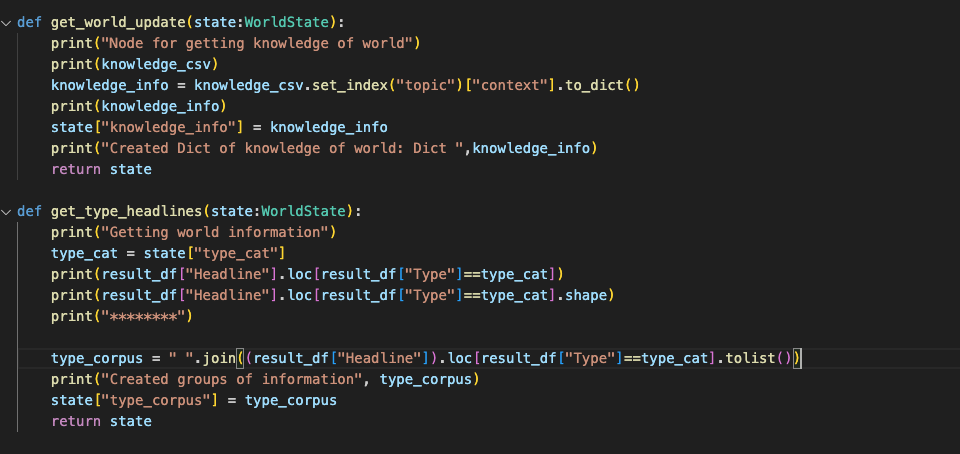 def get_world_update(state:WorldState):
    print("Node for getting knowledge of world")
    print(knowledge_csv)
    knowledge_info = knowledge_csv.set_index("topic")["context"].to_dict()
    print(knowledge_info)
    state["knowledge_info"] = knowledge_info
    print("Created Dict of knowledge of world: Dict ",knowledge_info)
    return state

def get_type_headlines(state:WorldState):
    print("Getting world information")
    type_cat = state["type_cat"]
    print(result_df["Headline"].loc[result_df["Type"]==type_cat])
    print(result_df["Headline"].loc[result_df["Type"]==type_cat].shape)
    print("********")

    type_corpus = " ".join((result_df["Headline"]).loc[result_df["Type"]==type_cat].tolist())
    print("Created groups of information", type_corpus)
    state["type_corpus"] = type_corpus
    return state